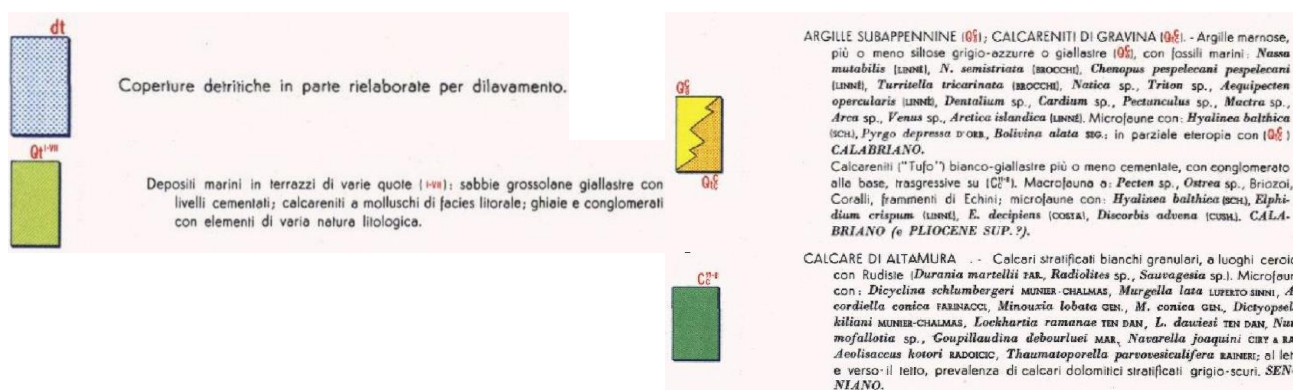 dt
Coperture detritiche in parte rielaborate per dilavamento.
Qt I-VII
Depositi marini in terrazzi di varie quote (I-VII): sabbie grossolane giallastre con
livelli cementati; calcareniti a molluschi di facies litorale; ghiaie e conglomerati
con elementi di varia natura litologica.
ARGILLE SUBAPPENNINE CALCARENITI DI GRAVINA - Argille marnose,
più o meno siltose grigio-azzurre o giallastre con fossili marini: Nassa
mutabilis (LINNÉ), N. semistriata (BROCCHI), Chenopus pespelecani pespelecani
(LINNÉ), Turritella tricarinata (BROCCHI), Natica sp., Triton sp., Aequipecten
opercularis (LINNÉ), Dentalium sp., Cardium sp., Pectunculus sp., Mactra sp.,
Arca sp., Venus sp., Arctica islandica (LINNÉ). Microfaune con: Hyalinea balthica
(SCH.), Pyrgo depressa D'ORB., Bolivina alata SEG.; in parziale eteropia con
CALABRIANO.
Calcareniti ("Tufo") bianco-giallastre più o meno cementate, con conglomerato
alla base, trasgressive su Macrofauna a: Pecten sp., Ostrea sp., Briozoi,
Coralli, frammenti di Echini; microfaune con: Hyalinea balthica (SCH.), Elphi-
dium crispum (LINNÉ), E. decipiens (COSTA), Discorbis advena (CUSH.). CALA-
BRIANO (e PLIOCENE SUP.?).
CALCARE DI ALTAMURA . - Calcari stratificati bianchi granulari, a luoghi ceroid
con Rudiste (Durania martellii PAR., Radiolites sp., Sauvagesia sp.). Microfaun
con: Dicyclina schlumbergeri MUNIER-CHALMAS, Murgella lata LUPERTO SINNI, A
cordiella conica FARINACCI, Minouxia lobata GEN., M. conica GEN., Dictyopsel
kiliani MUNIER-CHALMAS, Lockhartia ramanae TEN DAN, L. dawiesi TEN DAN, Num
mofallotia sp., Goupillaudina debourluei MAR., Navarella joaquini CIRY & RA
Aeolisaccus kotori RADOICIC, Thaumatoporella parvovesiculifera RAINERI; al let
e verso il tetto, prevalenza di calcari dolomitici stratificati grigio-scuri. SEN
NIANO.